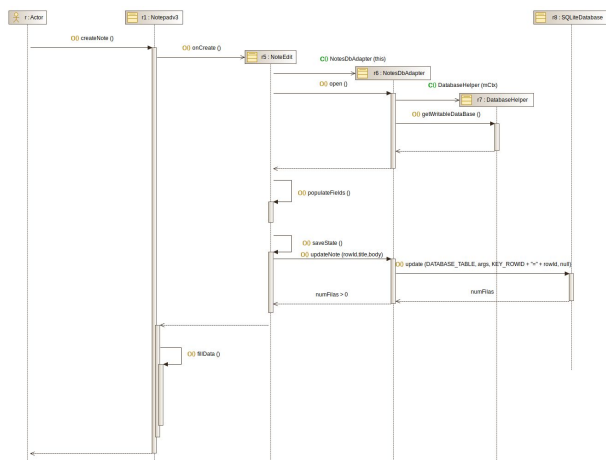 r : Actor
r1 : Notepadv3
r9 : SQLiteDatabase
O() createNote ()
O() onCreate ()
r5 : NoteEdit
C() NotesDbAdapter (this)
r6 : NotesDbAdapter
O() open ()
C() DatabaseHelper (mCtx)
r7 : DatabaseHelper
O() getWritableDataBase ()
O() populateFields ()
O() saveState ()
O() updateNote (rowId,title,body)
O() update (DATABASE_TABLE, args, KEY_ROWID + "=" + rowId, null)
numFilas > 0
numFilas
O() fillData ()